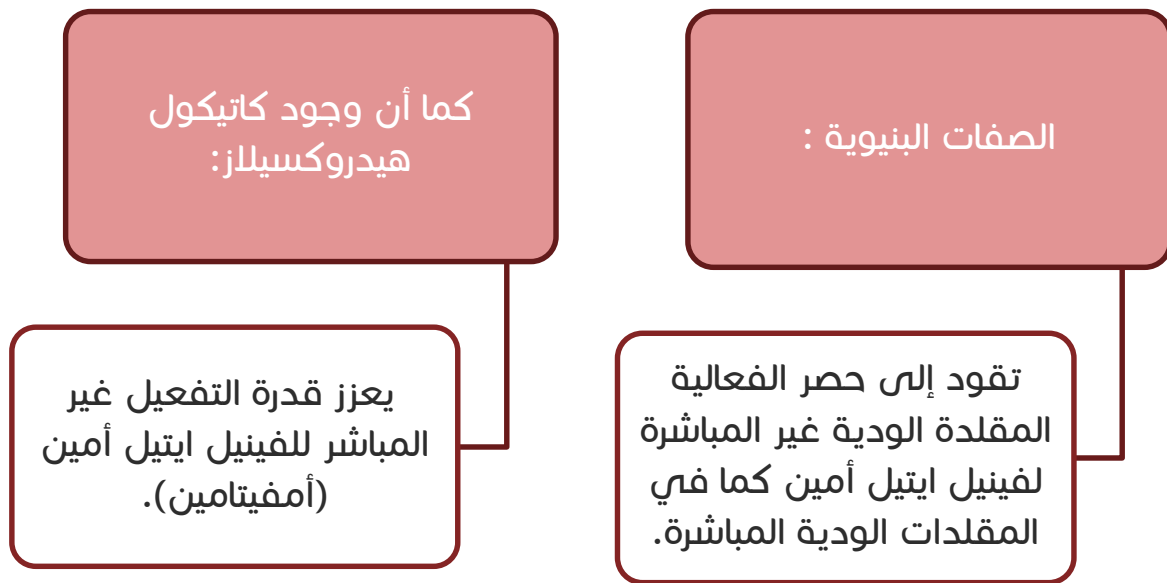 الصفات البنيوية :
تقود إلى حصر الفعالية
المقلدة الودية غير المباشرة
لفينيل ايتيل أمين كما في
المقلدات الودية المباشرة.
كما أن وجود كاتيكول
هيدروكسيلاز:
يعزز قدرة التفعيل غير
المباشر للفينيل ايتيل أمين
(أمفيتامين).